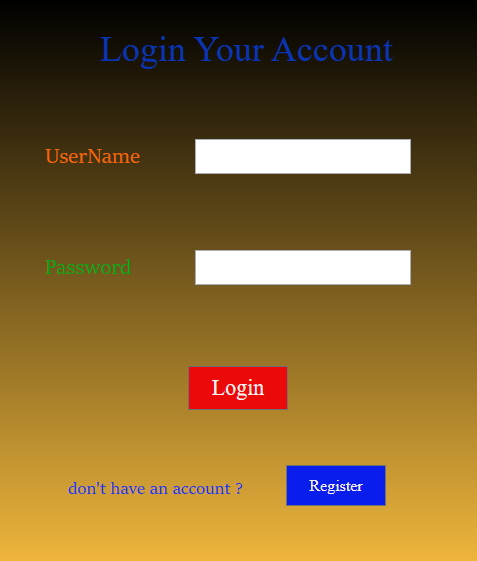 Login Your Account
UserName
Password
Login
don't have an account ?
Register